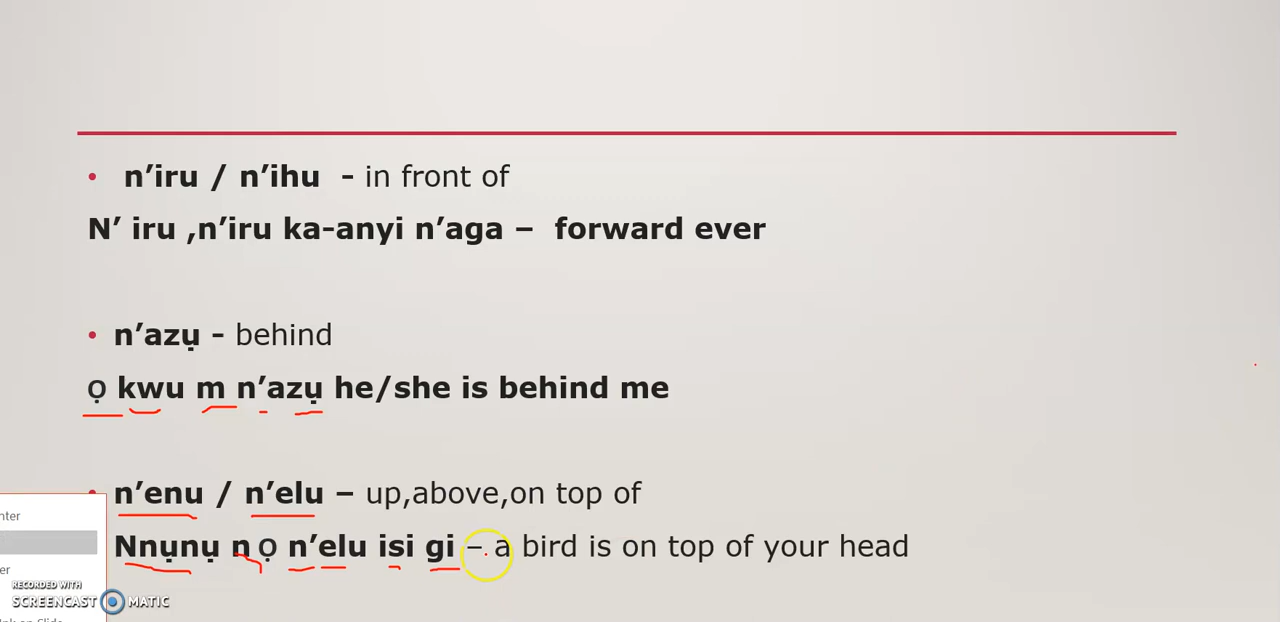 • n’iru / n’ihu - in front of
N’ iru ,n’iru ka-anyi n’aga – forward ever
• n’azụ - behind
ọ kwu m n’azụ he/she is behind me
• n’enu / n’elu – up,above,on top of
Nnụnụ n ọ n’elu isi gi – a bird is on top of your head
RECORDED WITH
SCREENCAST MATIC